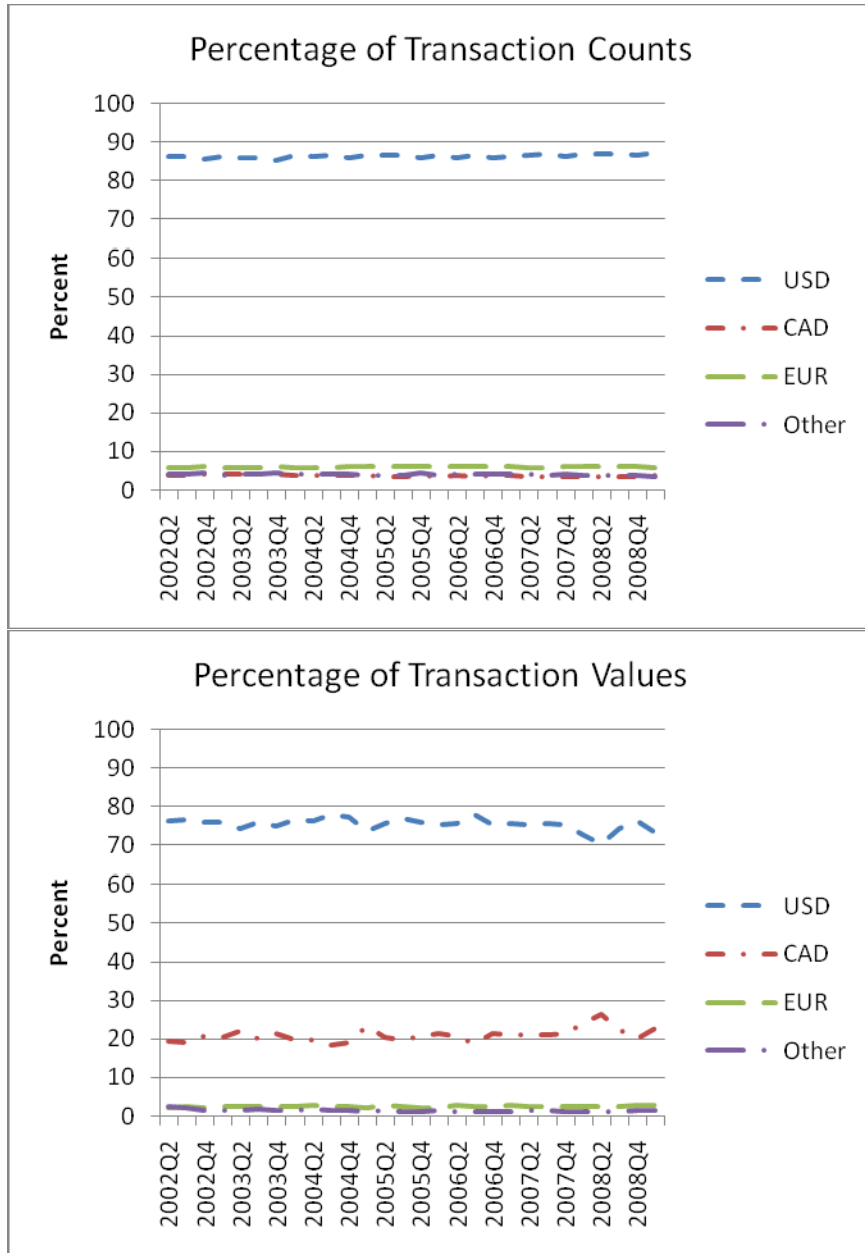 Percentage of Transaction Counts
100
90
80
70
60
50
40
30
20
10
0
Percent
2002Q2
2002Q4
2003Q2
2003Q4
2004Q2
2004Q4
2005Q2
2005Q4
2006Q2
2006Q4
2007Q2
2007Q4
2008Q2
2008Q4
USD
CAD
EUR
Other
Percentage of Transaction Values
100
90
80
70
60
50
40
30
20
10
0
Percent
2002Q2
2002Q4
2003Q2
2003Q4
2004Q2
2004Q4
2005Q2
2005Q4
2006Q2
2006Q4
2007Q2
2007Q4
2008Q2
2008Q4
USD
CAD
EUR
Other